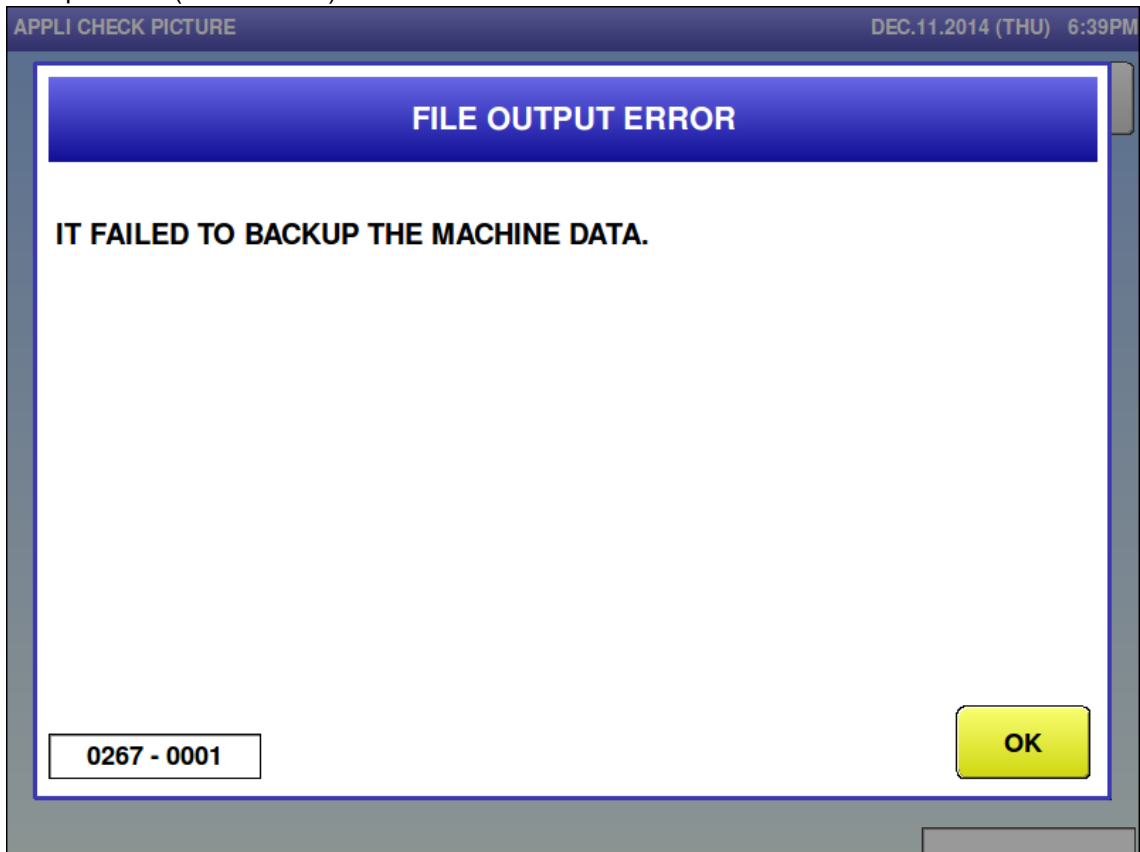 APPLI CHECK PICTURE DEC.11.2014 (THU) 6:39PM
FILE OUTPUT ERROR
IT FAILED TO BACKUP THE MACHINE DATA.
OK
0267 - 0001